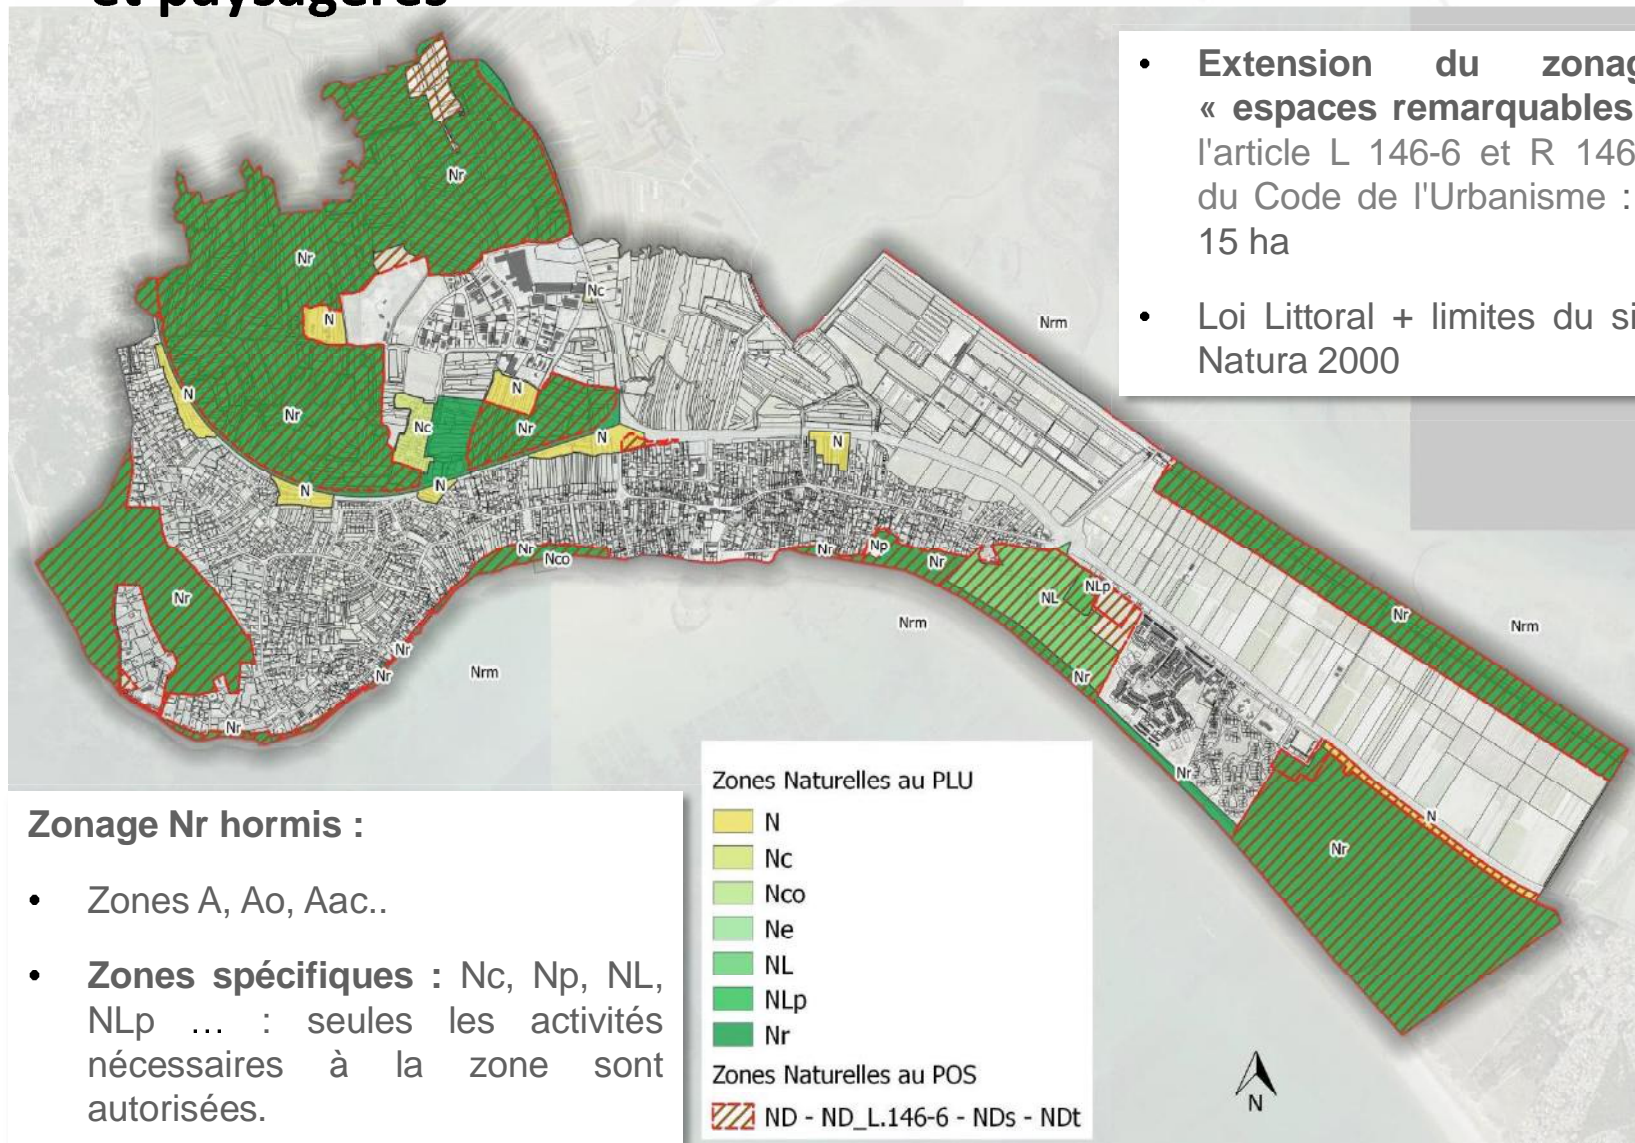 et paysagères
• Extension du zonag
« espaces remarquables
l'article L 146-6 et R 146
du Code de l'Urbanisme :
15 ha
• Loi Littoral + limites du si
Natura 2000
Nr
Nr
Nc
N
Nrm
N
N
Nr
Nc
Nr
N
N
N
N
Nr
Nco
Nr
Np
Nr
Nr
NL
NLp
Nr
Nrm
Nrm
Nr
Nr
Nrm
Nr
Nr
Nr
N
Nr
Zonage Nr hormis :
• Zones A, Ao, Aac..
• Zones spécifiques : Nc, Np, NL,
NLp … : seules les activités
nécessaires à la zone sont
autorisées.
Zones Naturelles au PLU
N
Nc
Nco
Ne
NL
NLp
Nr
Zones Naturelles au POS
ND - ND_L.146-6 - NDs - NDt
N